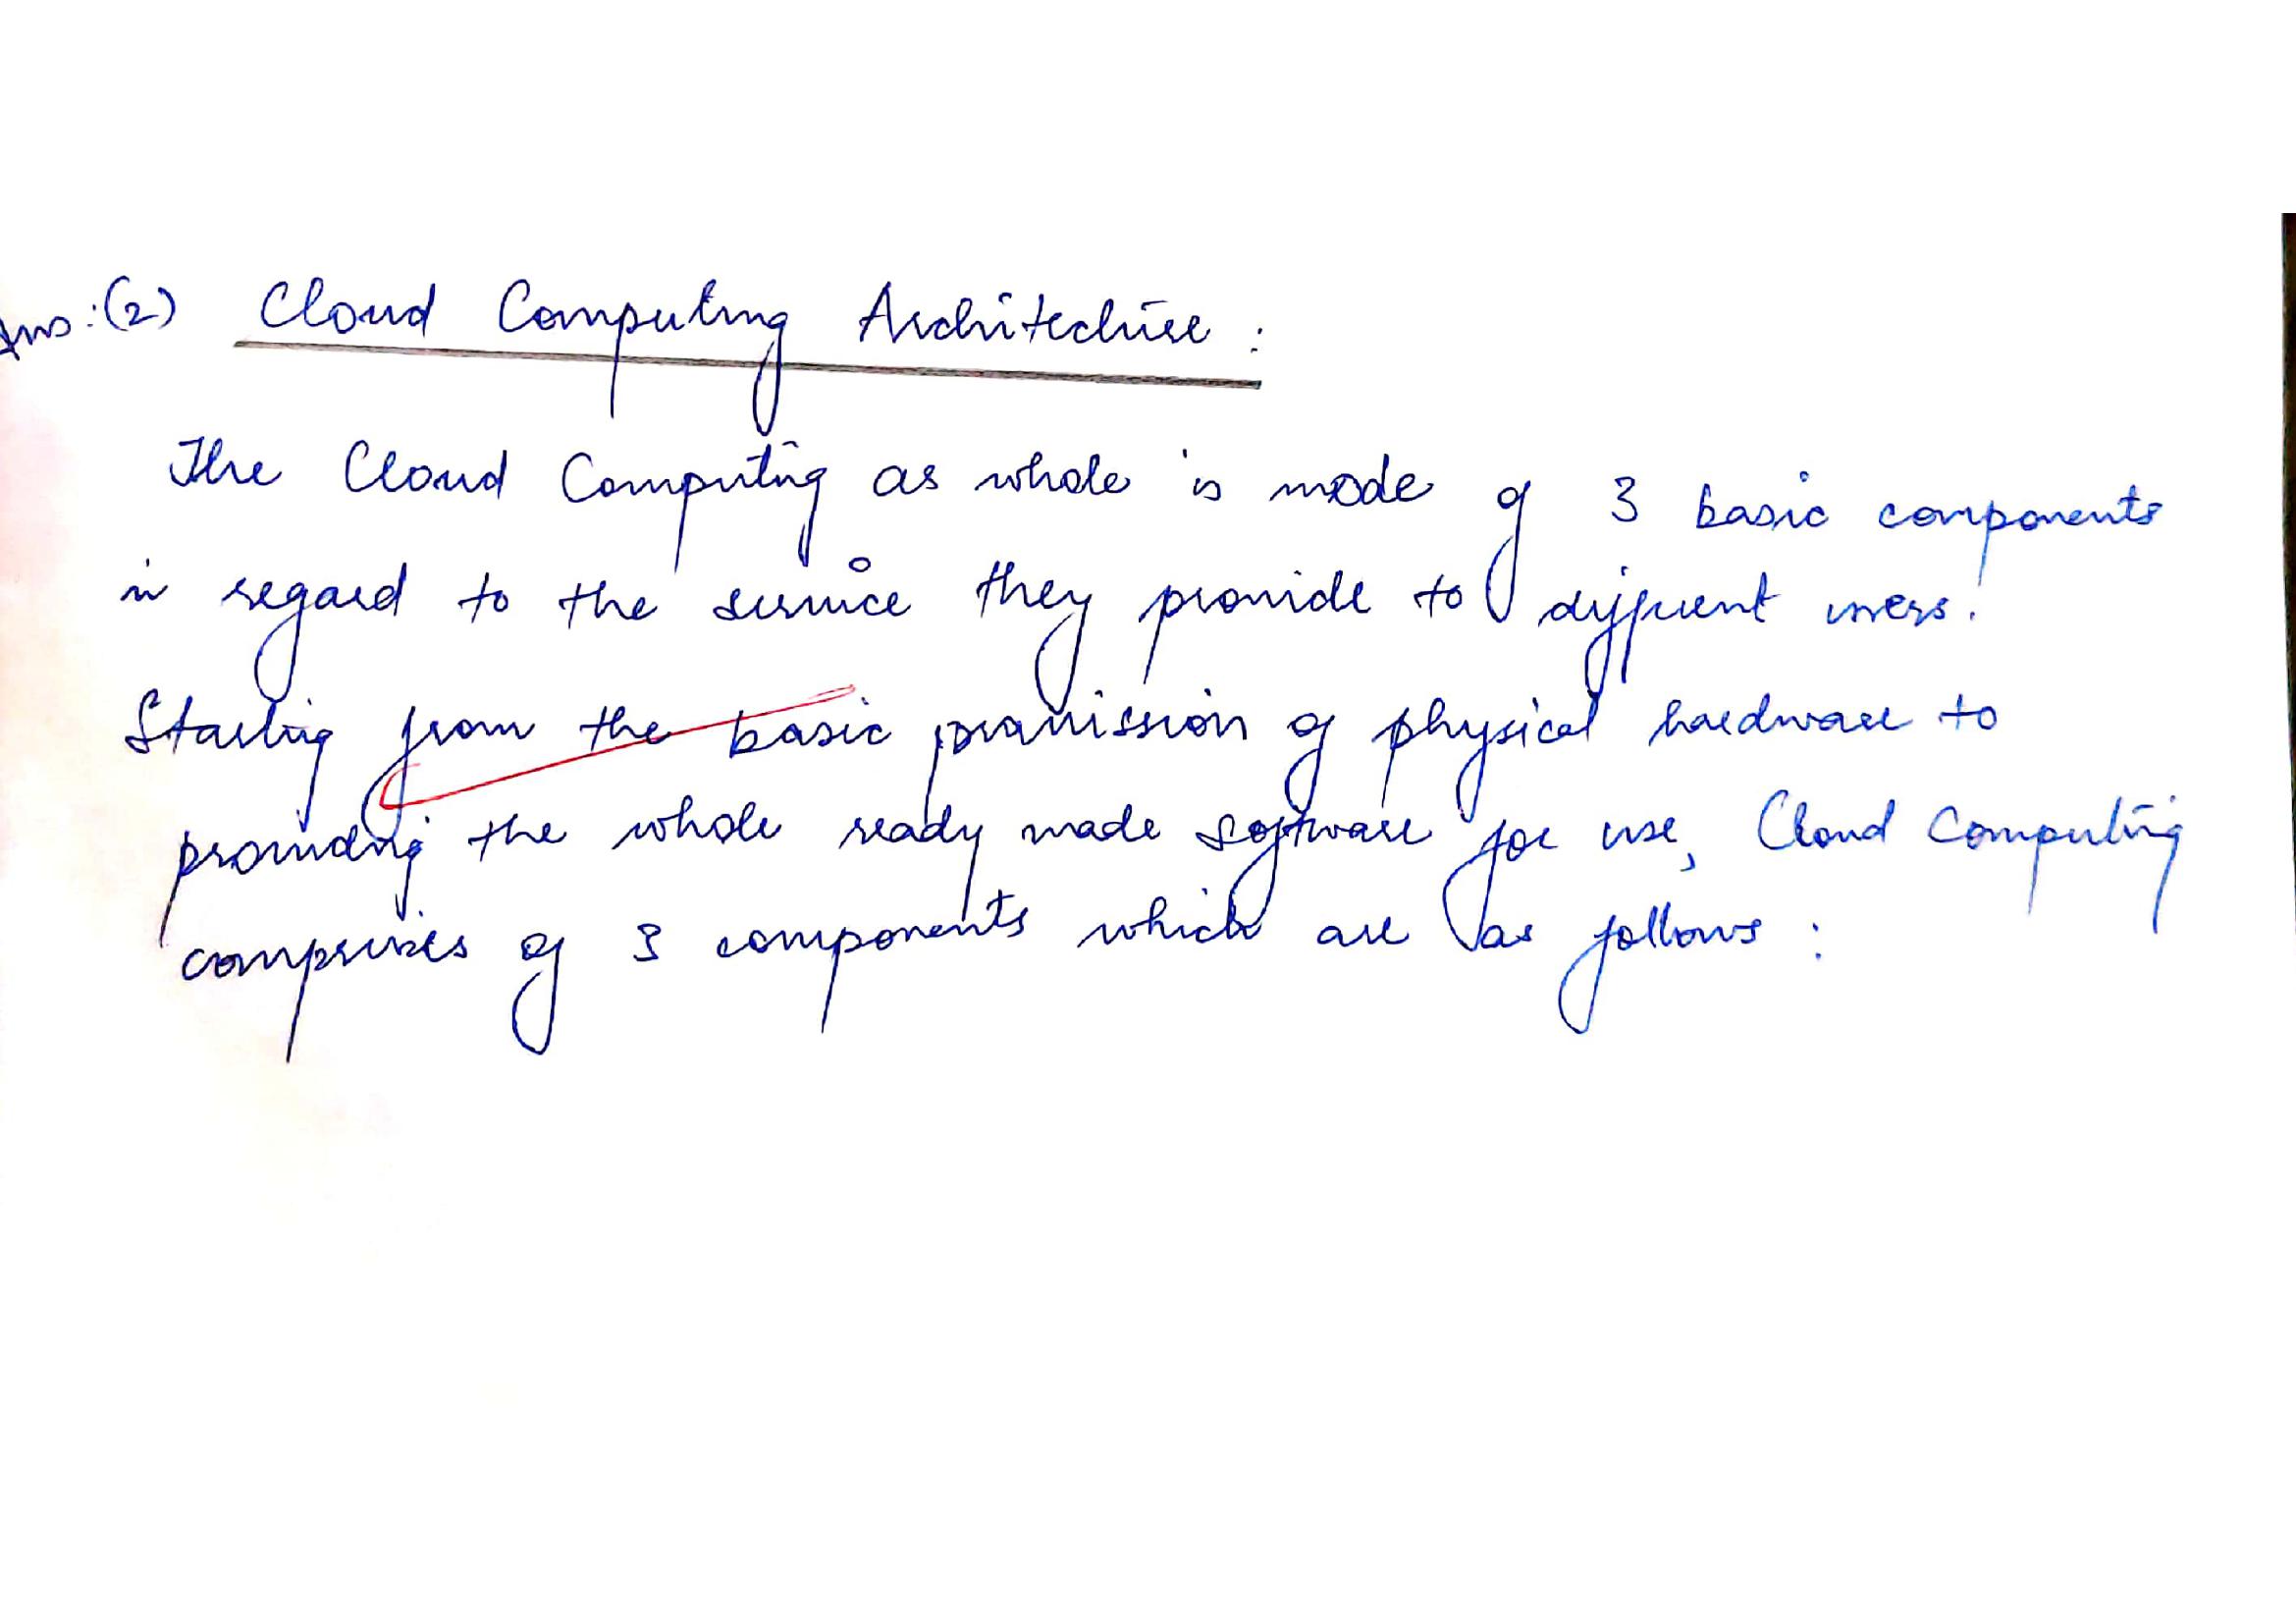 Ans:(2) Cloud Computing Architecture :
The Cloud Computing as whole is made of 3 basic components
in regard to the service they provide to different users.
Starting from the basic provission of physical hardware to
providing the whole ready made software for use, Cloud Computing
comprises of 3 components which are as follows :